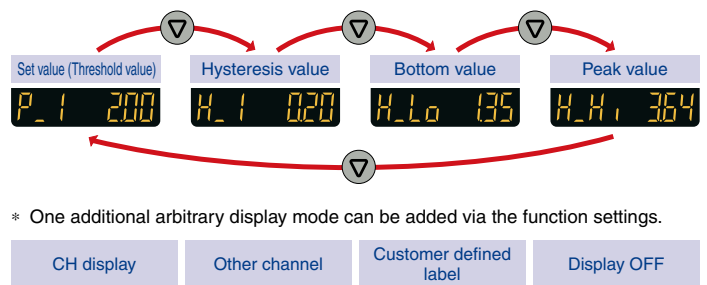 Set value (Threshold value) Hysteresis value Bottom value Peak value
P_1 2.00 H_1 0.20 H_Lo 1.35 H_Hi 3.64
* One additional arbitrary display mode can be added via the function settings.
CH display Other channel Customer defined label Display OFF